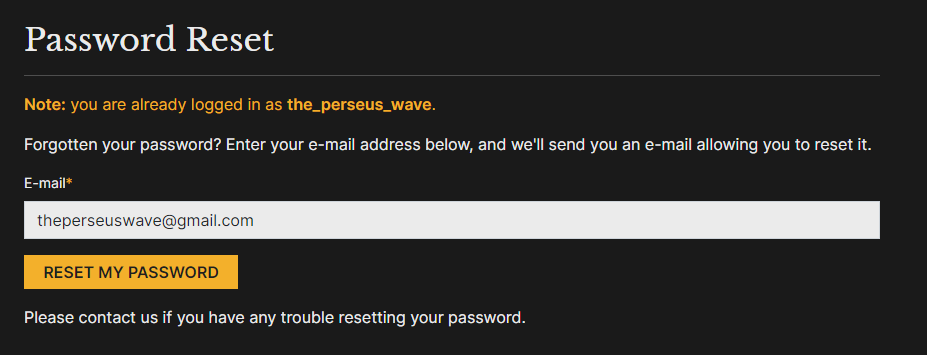 Password Reset
Note: you are already logged in as the_perseus_wave.
Forgotten your password? Enter your e-mail address below, and we'll send you an e-mail allowing you to reset it.
E-mail*
theperseuswave@gmail.com
RESET MY PASSWORD
Please contact us if you have any trouble resetting your password.